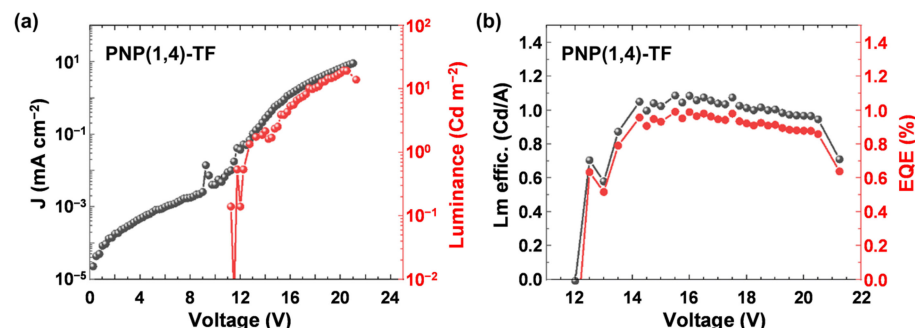 (a)
PNP(1,4)-TF
J (mA cm⁻²)
10¹
10⁻¹
10⁻³
10⁻⁵
0 4 8 12 16 20 24
Voltage (V)
10²
10¹
10⁰
10⁻¹
10⁻²
Luminance (Cd m⁻²)
(b)
PNP(1,4)-TF
Lm effic. (Cd/A)
1.4
1.2
1.0
0.8
0.6
0.4
0.2
0.0
12 14 16 18 20 22
Voltage (V)
1.4
1.2
1.0
0.8
0.6
0.4
0.2
0.0
EQE (%)